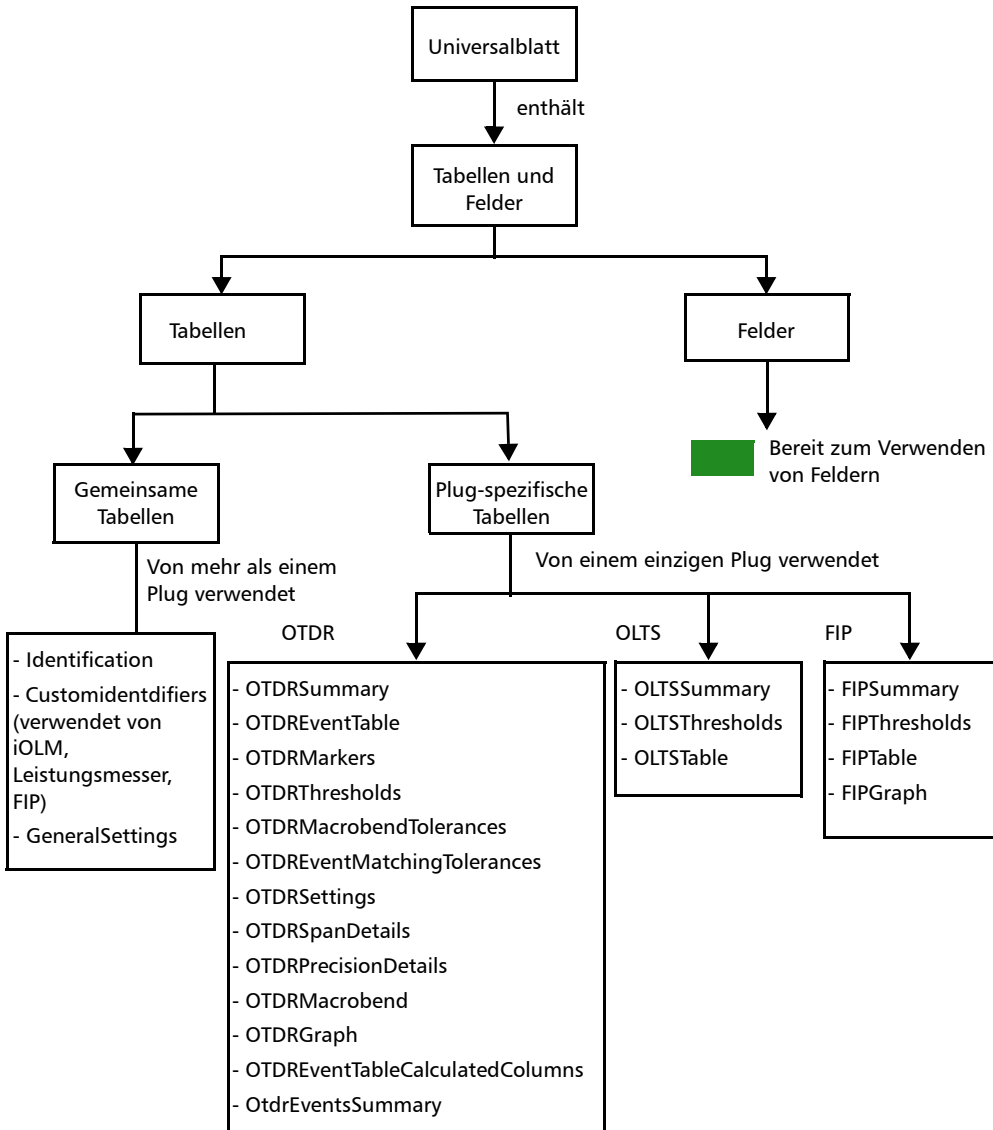 Universalblatt
enthält
Tabellen und
Felder
Tabellen
Felder
Bereit zum Verwenden
von Feldern
Gemeinsame
Tabellen
Plug-spezifische
Tabellen
Von mehr als einem
Plug verwendet
Von einem einzigen Plug verwendet
- Identification
- Customidentdifiers
(verwendet von
iOLM,
Leistungsmesser,
FIP)
- GeneralSettings
OTDR
- OTDRSummary
- OTDREventTable
- OTDRMarkers
- OTDRThresholds
- OTDRMacrobendTolerances
- OTDREventMatchingTolerances
- OTDRSettings
- OTDRSpanDetails
- OTDRPrecisionDetails
- OTDRMacrobend
- OTDRGraph
- OTDREventTableCalculatedColumns
- OtdrEventsSummary
OLTS
- OLTSSummary
- OLTSThresholds
- OLTSTable
FIP
- FIPSummary
- FIPThresholds
- FIPTable
- FIPGraph